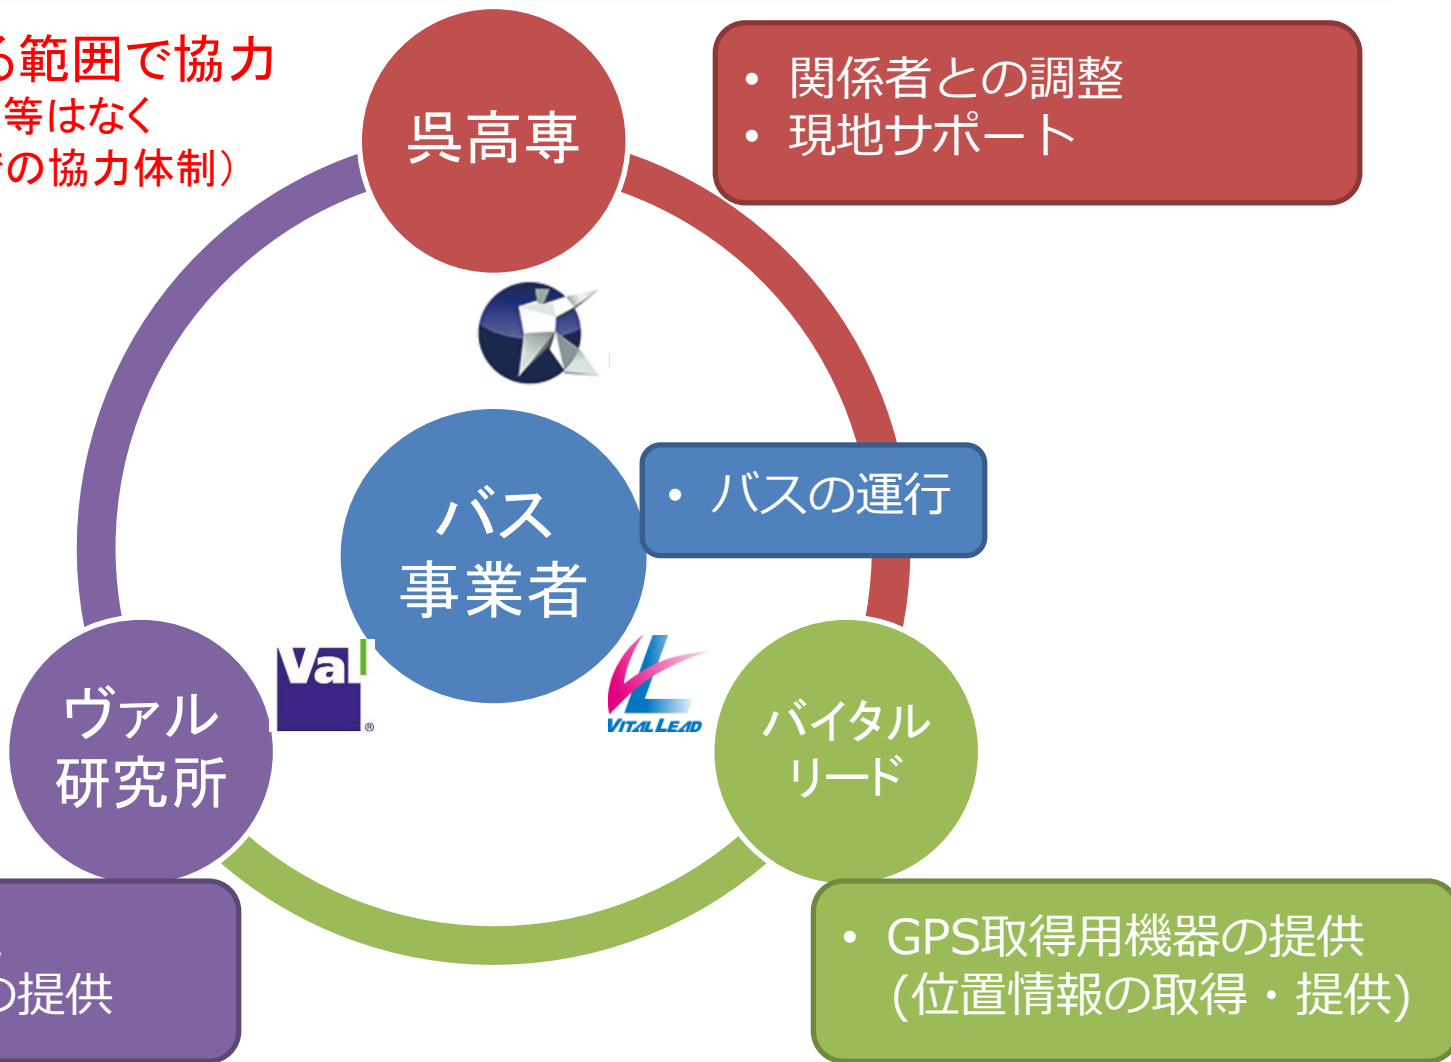 る範囲で協力
等はなく
の協力体制）
呉高専
• 関係者との調整
• 現地サポート
バス
事業者
• バスの運行
Val
®
VITAL LEAD
ヴァル
研究所
バイタル
リード
の提供
• GPS取得用機器の提供
(位置情報の取得・提供)